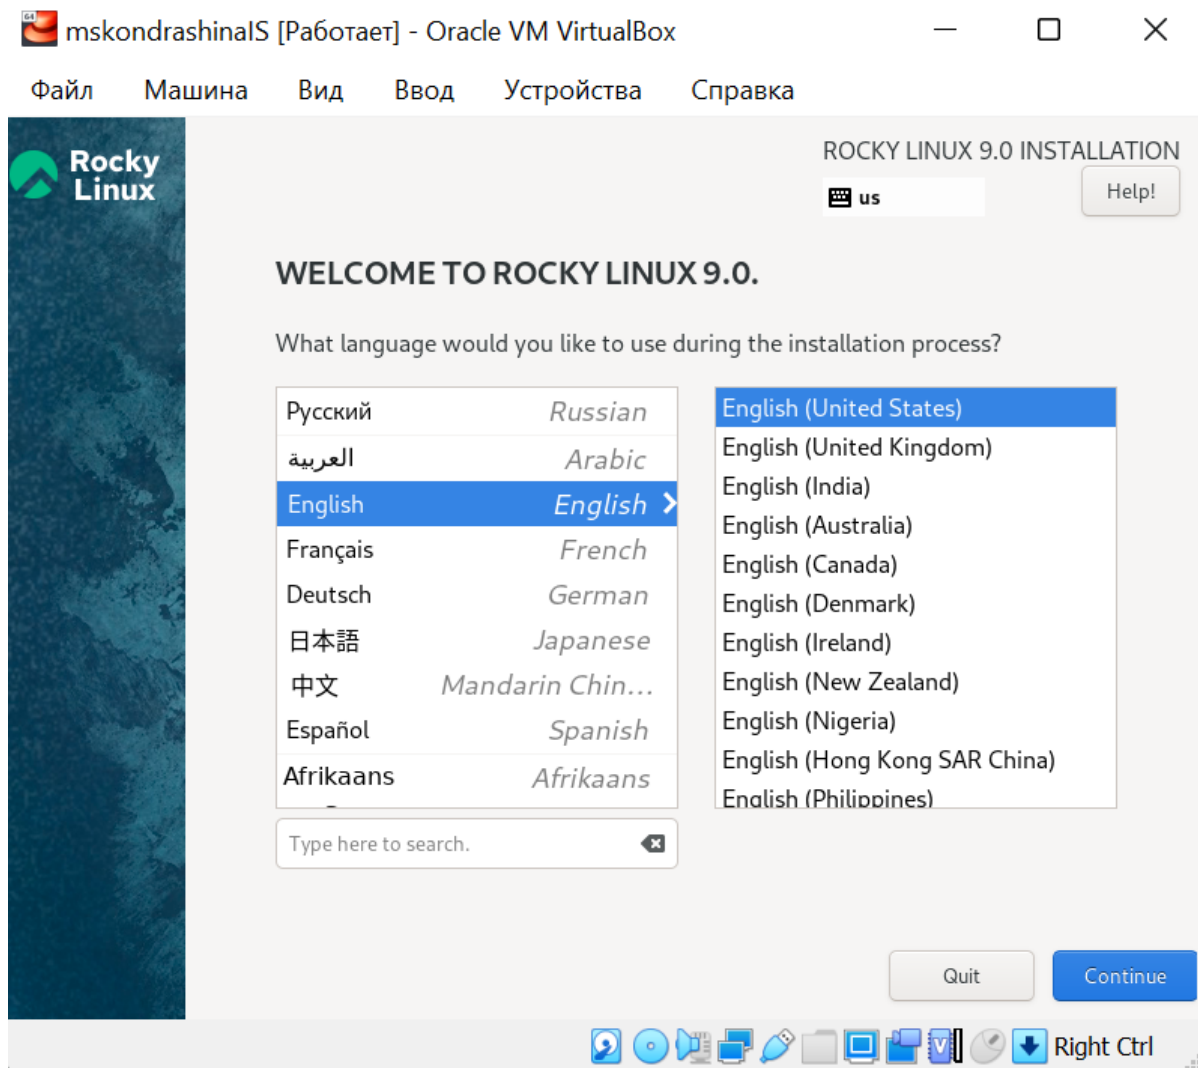 mskondrashinaIS [Работает] - Oracle VM VirtualBox
Файл Машина Вид Ввод Устройства Справка
Rocky
Linux
ROCKY LINUX 9.0 INSTALLATION
us
Help!
WELCOME TO ROCKY LINUX 9.0.
What language would you like to use during the installation process?
Русский Russian
العربية Arabic
English English
Français French
Deutsch German
日本語 Japanese
中文 Mandarin Chin...
Español Spanish
Afrikaans Afrikaans
Type here to search.
English (United States)
English (United Kingdom)
English (India)
English (Australia)
English (Canada)
English (Denmark)
English (Ireland)
English (New Zealand)
English (Nigeria)
English (Hong Kong SAR China)
English (Philippines)
Quit
Continue
Right Ctrl